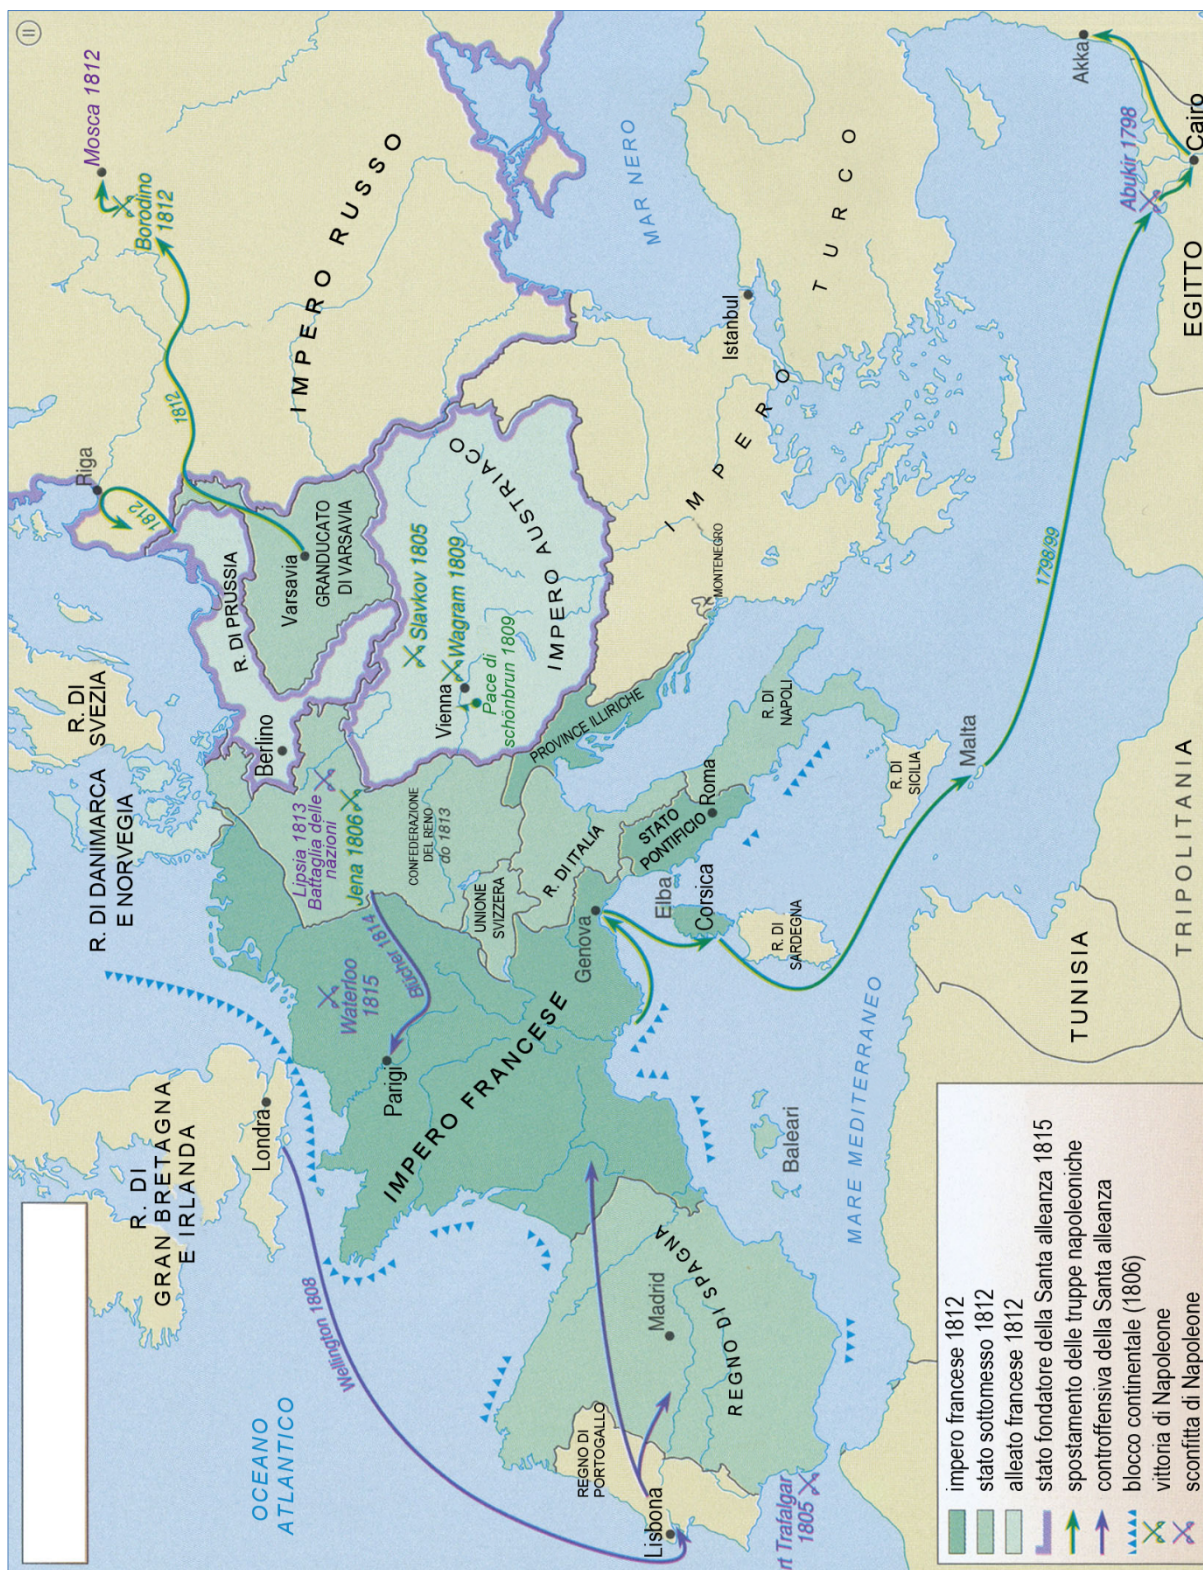 R. DI
GRAN BRETAGNA
E IRLANDA
Londra
R. DI DANIMARCA
E NORVEGIA
R. DI
SVEZIA
Riga
1812
1812
Mosca 1812
Borodino
1812
OCEANO
ATLANTICO
Wellington 1808
Waterloo
1815
Blücher 1814
Parigi
IMPERO FRANCESE
Lipsia 1813
Battaglia delle
nazioni
Jena 1806
Berlino
R. DI PRUSSIA
Varsavia
GRANDUCATO
DI VARSAVIA
IMPERO RUSSO
CONFEDERAZIONE
DEL RENO
do 1813
UNIONE
SVIZZERA
Slavkov 1805
Wagram 1809
Vienna
Pace di
schönbrun 1809
IMPERO AUSTRIACO
REGNO DI
PORTOGALLO
Lisbona
Madrid
REGNO DI SPAGNA
rt Trafalgar
1805
Genova
R. DI ITALIA
PROVINCE ILLIRICHE
STATO
PONTIFICIO
Roma
Elba
Corsica
R. DI
SARDEGNA
R. DI
NAPOLI
R. DI
SICILIA
MONTENEGRO
MAR NERO
Istanbul
IMPERO
TURCO
Baleari
MARE MEDITERRANEO
Malta
1798/99
TUNISIA
TRIPOLITANIA
EGITTO
Abukir 1798
Cairo
Akka
impero francese 1812
stato sottomesso 1812
alleato francese 1812
stato fondatore della Santa alleanza 1815
spostamento delle truppe napoleoniche
controffensiva della Santa alleanza
blocco continentale (1806)
vittoria di Napoleone
sconfitta di Napoleone